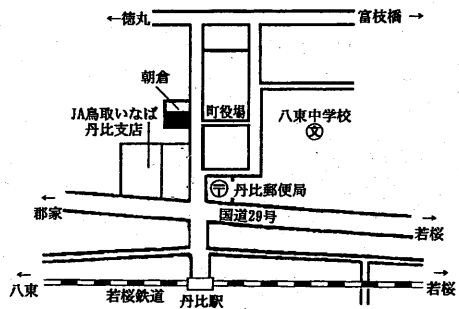 ←徳丸
富枝橋→
朝倉
JA鳥取いなば
丹比支店
町役場
八東中学校
文
〒丹比郵便局
←
郡家
国道29号
→
若桜
←
八東
若桜鉄道
丹比駅
→
若桜